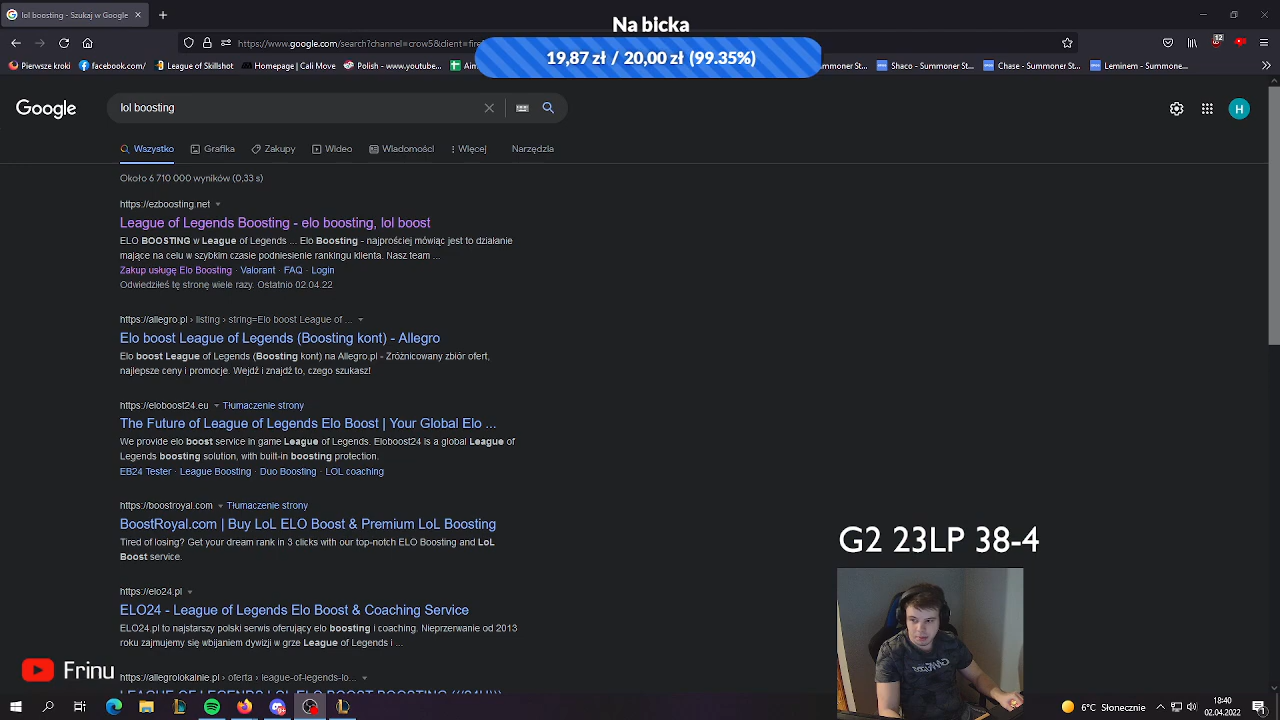 lol boosting - Szukaj w Google
Na bicka
https://www.google.com/search?channel=crow5&client=fire
19,87 zł / 20,00 zł (99.35%)
Pierwsze kroki
facebook.com/
League of Skillshot
Homepage | Celi Move
Polish - www.youtube...
Summoner St...
Shaco - Summoner St...
Chase - Summoner St...
Leminem - Summone...
Google
lol boosting
H
Wszystko
Grafika
Zakupy
Wideo
Wiadomości
Więcej
Narzędzia
Około 6 710 000 wyników (0,33 s)
https://ezboosting.net
League of Legends Boosting - elo boosting, lol boost
ELO BOOSTING w League of Legends ... Elo Boosting - najprościej mówiąc jest to działanie
mające na celu w szybkim czasie podniesienie rankingu klienta. Nasz team ...
Zakup usługę Elo Boosting · Valorant · FAQ · Login
Odwiedziłeś tę stronę wiele razy. Ostatnio 02.04.22
https://allegro.pl › listing › string=Elo boost League of ...
Elo boost League of Legends (Boosting kont) - Allegro
Elo boost League of Legends (Boosting kont) na Allegro.pl - Zróżnicowany zbiór ofert,
najlepsze ceny i promocje. Wejdź i znajdź to, czego szukasz!
https://eloboost24.eu Tłumaczenie strony
The Future of League of Legends Elo Boost | Your Global Elo ...
We provide elo boost service in game League of Legends. Eloboost24 is a global League of
Legends boosting solution, with built-in boosting protection.
EB24 Tester · League Boosting · Duo Boosting · LOL coaching
https://boostroyal.com Tłumaczenie strony
BoostRoyal.com | Buy LoL ELO Boost & Premium LoL Boosting
Tired of losing? Get your dream rank in 3 clicks with our top-notch ELO Boosting and LoL
Boost service.
G2 23LP 38-4
https://elo24.pl
ELO24 - League of Legends Elo Boost & Coaching Service
ELO24.pl to najstarszy polski serwis oferujący elo boosting i coaching. Nieprzerwanie od 2013
roku zajmujemy się wbijaniem dywizji w grze League of Legends i ...
Frinu
https://allegrolokalnie.pl › oferta › league-of-legends-lo...
LEAGUE OF LEGENDS LOL ELO BOOST BOOSTING ((24H)))
6°C Słonecznie
18:40
02.04.2022